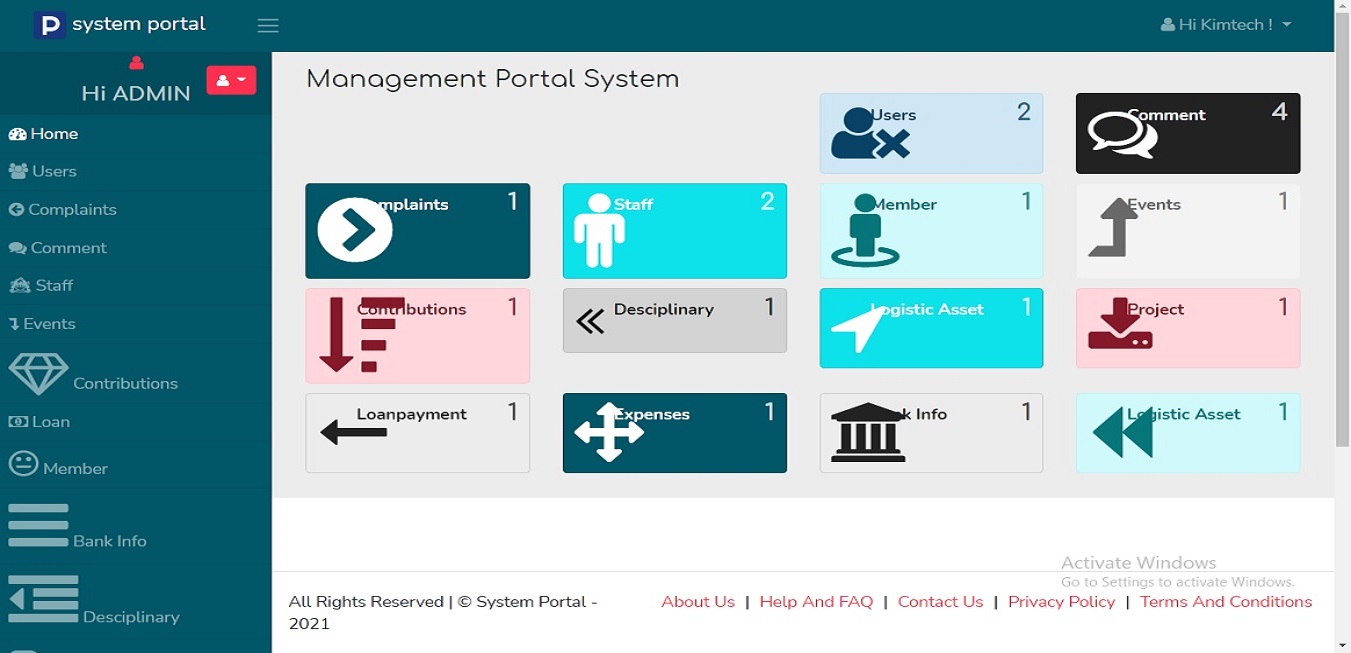 P system portal
Hi Kimtech !
Hi ADMIN
Home
Users
Complaints
Comment
Staff
Events
Contributions
Loan
Member
Bank Info
Desciplinary
Management Portal System
Users 2
Comment 4
Complaints 1
Staff 2
Member 1
Events 1
Contributions 1
Desciplinary 1
Logistic Asset 1
Project 1
Loanpayment 1
Expenses 1
Bank Info 1
Logistic Asset 1
Activate Windows
Go to Settings to activate Windows.
All Rights Reserved | © System Portal -
2021
About Us | Help And FAQ | Contact Us | Privacy Policy | Terms And Conditions